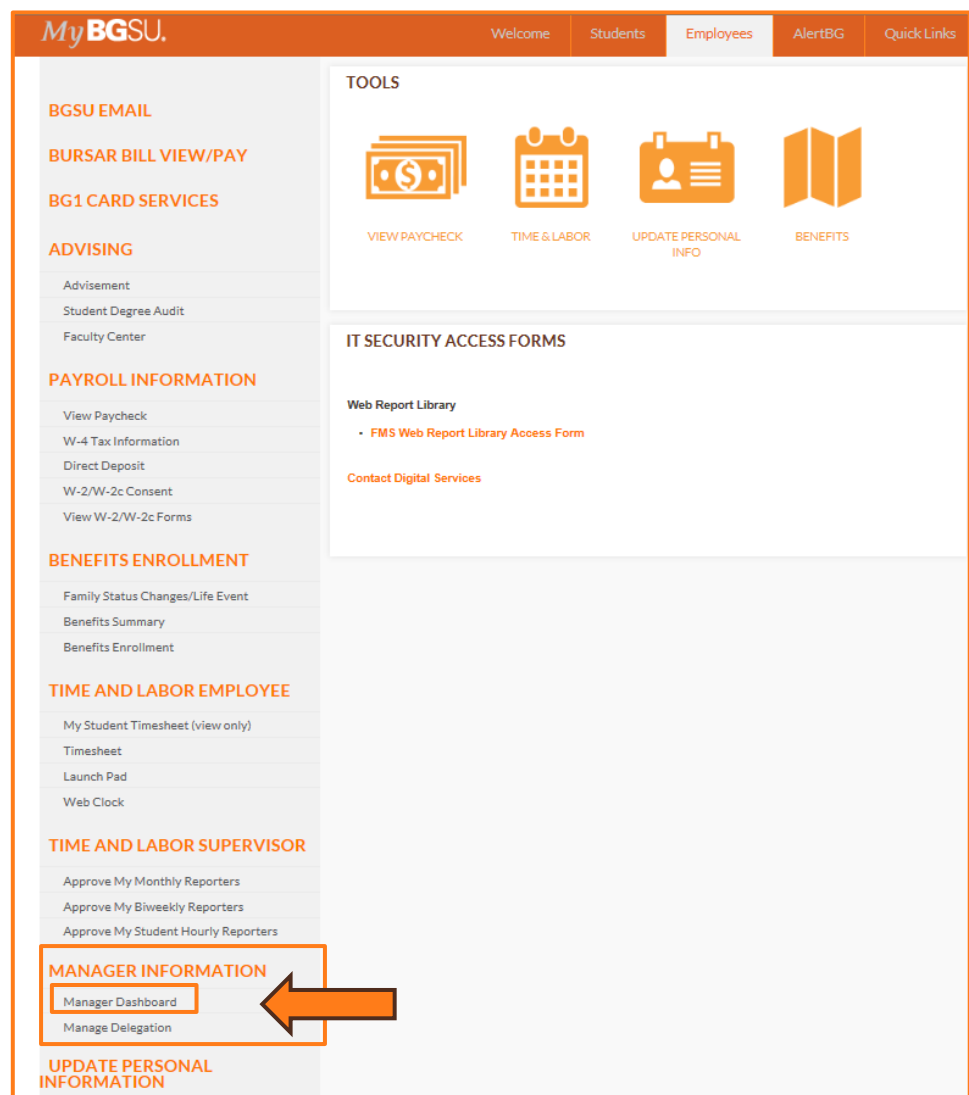 MyBGSU.
Welcome
Students
Employees
AlertBG
Quick Links
BGSU EMAIL
BURSAR BILL VIEW/PAY
BG1 CARD SERVICES
ADVISING
Advisement
Student Degree Audit
Faculty Center
PAYROLL INFORMATION
View Paycheck
W-4 Tax Information
Direct Deposit
W-2/W-2c Consent
View W-2/W-2c Forms
BENEFITS ENROLLMENT
Family Status Changes/Life Event
Benefits Summary
Benefits Enrollment
TIME AND LABOR EMPLOYEE
My Student Timesheet (view only)
Timesheet
Launch Pad
Web Clock
TIME AND LABOR SUPERVISOR
Approve My Monthly Reporters
Approve My Biweekly Reporters
Approve My Student Hourly Reporters
MANAGER INFORMATION
Manager Dashboard
Manage Delegation
UPDATE PERSONAL
INFORMATION
TOOLS
$
VIEW PAYCHECK
TIME & LABOR
UPDATE PERSONAL
INFO
BENEFITS
IT SECURITY ACCESS FORMS
Web Report Library
• FMS Web Report Library Access Form
Contact Digital Services